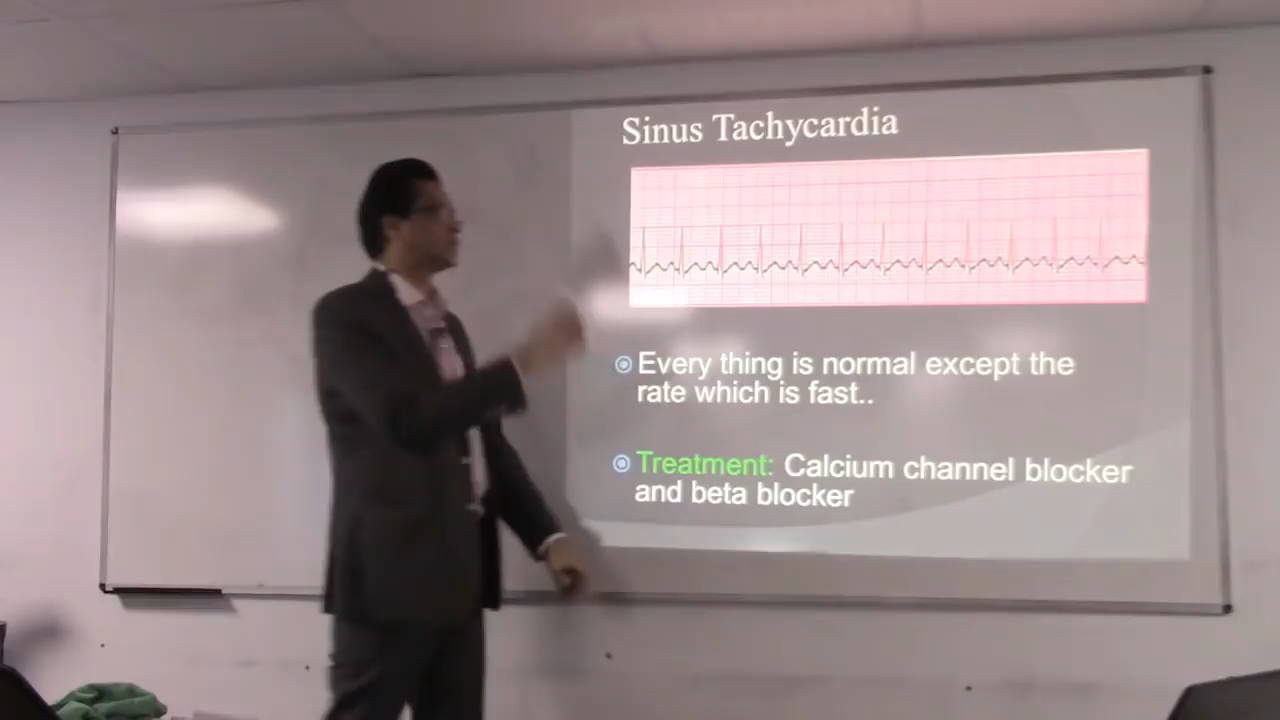 Sinus Tachycardia
Every thing is normal except the
rate which is fast..
Treatment: Calcium channel blocker
and beta blocker